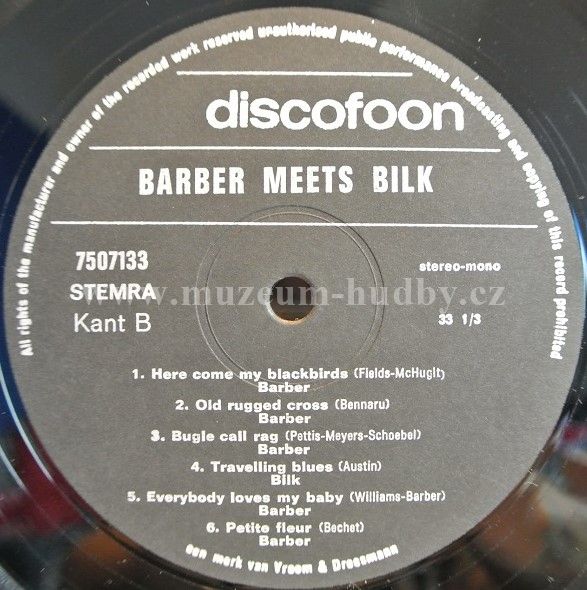 All rights of the manufacturer and owner of the recorded work reserved unauthorised public performance broadcasting and copying of this record prohibited
discofoon
BARBER MEETS BILK
7507133
stereo-mono
STEMRA
www.muzeum-hudby.cz
Kant B
33 1/3
1. Here come my blackbirds (Fields-McHuglt)
Barber
2. Old rugged cross (Bennaru)
Barber
3. Bugle call rag (Pettis-Meyers-Schoebel)
Barber
4. Travelling blues (Austin)
Bilk
5. Everybody loves my baby (Williams-Barber)
Barber
6. Petite fleur (Bechet)
Barber
een merk van Vroom & Dreesmann